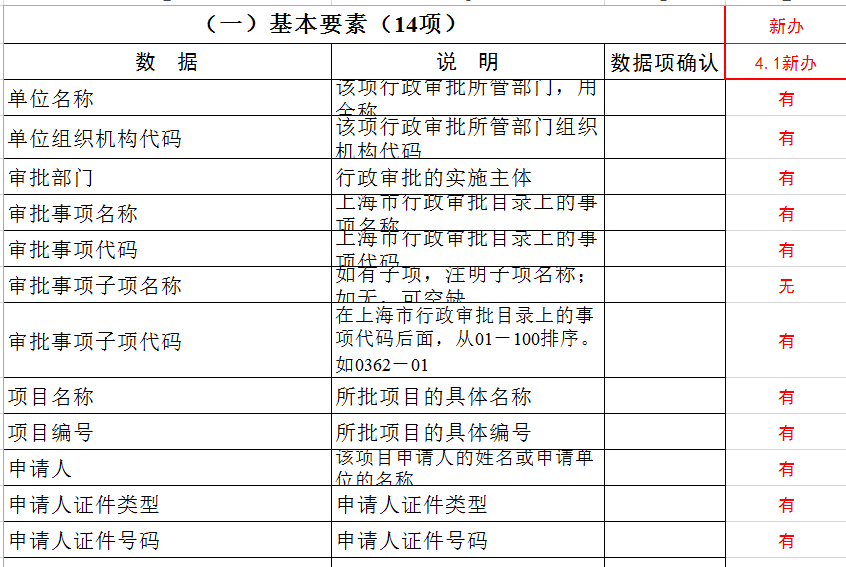 （一）基本要素（14项）
新办
数 据
说 明
数据项确认
4.1新办
单位名称
该项行政审批所管部门，用
全称
有
单位组织机构代码
该项行政审批所管部门组织
机构代码
有
审批部门
行政审批的实施主体
有
审批事项名称
上海市行政审批目录上的事
项名称
有
审批事项代码
上海市行政审批目录上的事
项代码
有
审批事项子项名称
如有子项，注明子项名称；
如无，可空缺
无
审批事项子项代码
在上海市行政审批目录上的事
项代码后面，从01－100排序。
如0362－01
有
项目名称
所批项目的具体名称
有
项目编号
所批项目的具体编号
有
申请人
该项目申请人的姓名或申请单
位的名称
有
申请人证件类型
申请人证件类型
有
申请人证件号码
申请人证件号码
有